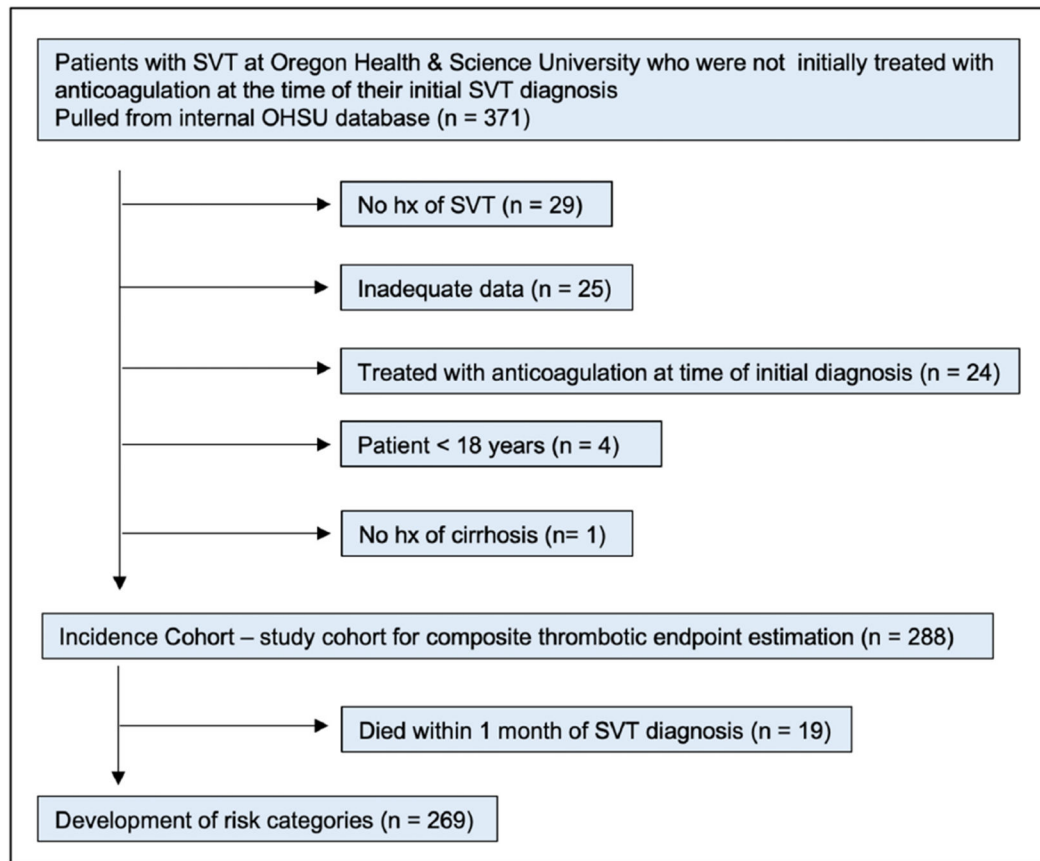 Patients with SVT at Oregon Health & Science University who were not initially treated with
anticoagulation at the time of their initial SVT diagnosis
Pulled from internal OHSU database (n = 371)
No hx of SVT (n = 29)
Inadequate data (n = 25)
Treated with anticoagulation at time of initial diagnosis (n = 24)
Patient < 18 years (n = 4)
No hx of cirrhosis (n= 1)
Incidence Cohort – study cohort for composite thrombotic endpoint estimation (n = 288)
Died within 1 month of SVT diagnosis (n = 19)
Development of risk categories (n = 269)